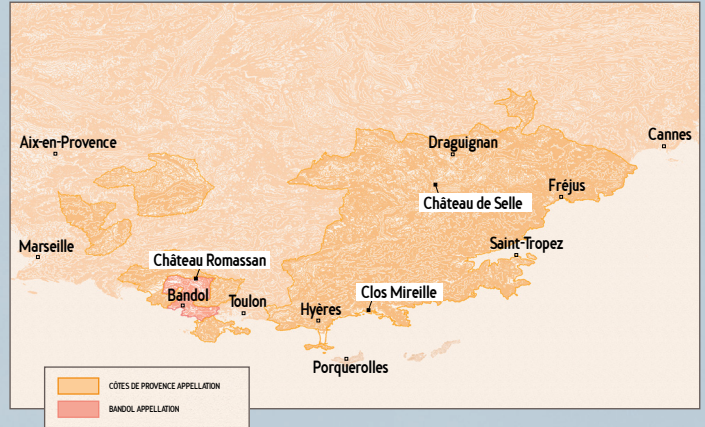 Aix-en-Provence
Draguignan
Cannes
Château de Selle
Fréjus
Marseille
Saint-Tropez
Château Romassan
Bandol
Toulon
Clos Mireille
Hyères
Porquerolles
CÔTES DE PROVENCE APPELLATION
BANDOL APPELLATION